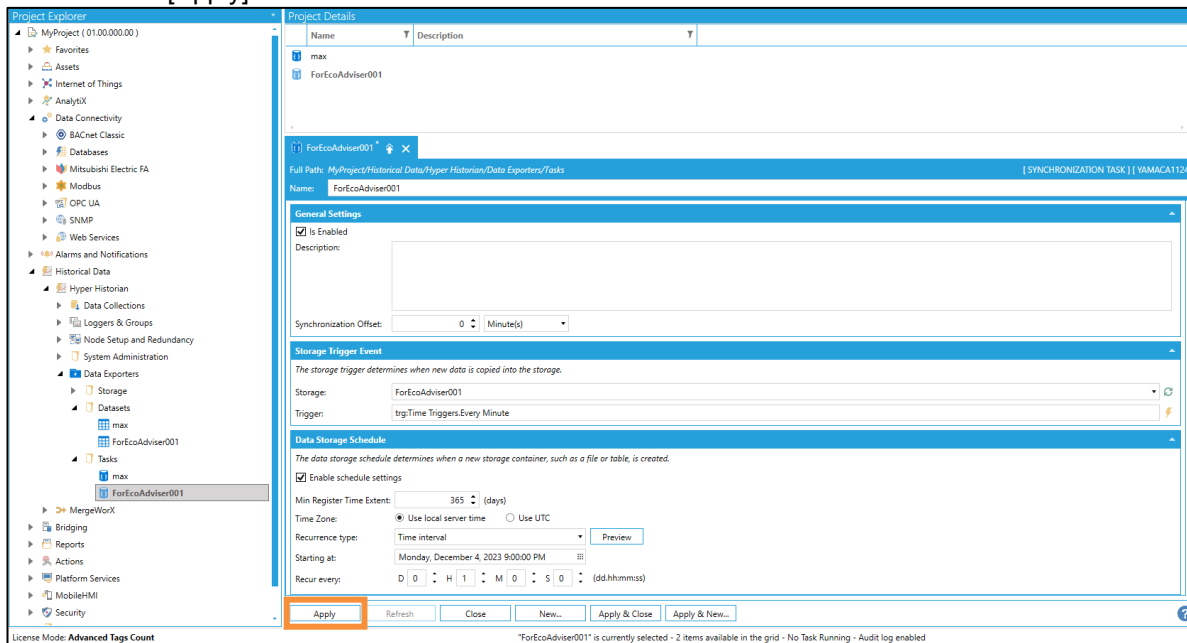 [Apply]
Project Explorer
MyProject ( 01.00.000.00 )
Favorites
Assets
Internet of Things
AnalytiX
Data Connectivity
BACnet Classic
Databases
Mitsubishi Electric FA
Modbus
OPC UA
SNMP
Web Services
Alarms and Notifications
Historical Data
Hyper Historian
Data Collections
Loggers & Groups
Node Setup and Redundancy
System Administration
Data Exporters
Storage
Datasets
max
ForEcoAdviser001
Tasks
max
ForEcoAdviser001
MergeWorX
Bridging
Reports
Actions
Platform Services
MobileHMI
Security
Project Details
Name Description
max
ForEcoAdviser001
ForEcoAdviser001*
Full Path: MyProject/Historical Data/Hyper Historian/Data Exporters/Tasks [ SYNCHRONIZATION TASK ] [ YAMACA1124
Name: ForEcoAdviser001
General Settings
Is Enabled
Description:
Synchronization Offset: 0 Minute(s)
Storage Trigger Event
The storage trigger determines when new data is copied into the storage.
Storage: ForEcoAdviser001
Trigger: trg:Time Triggers.Every Minute
Data Storage Schedule
The data storage schedule determines when a new storage container, such as a file or table, is created.
Enable schedule settings
Min Register Time Extent: 365 (days)
Time Zone: Use local server time Use UTC
Recurrence type: Time interval Preview
Starting at: Monday, December 4, 2023 9:00:00 PM
Recur every: D 0 H 1 M 0 S 0 (dd.hh:mm:ss)
Apply Refresh Close New... Apply & Close Apply & New... ?
License Mode: Advanced Tags Count "ForEcoAdviser001" is currently selected - 2 items available in the grid - No Task Running - Audit log enabled